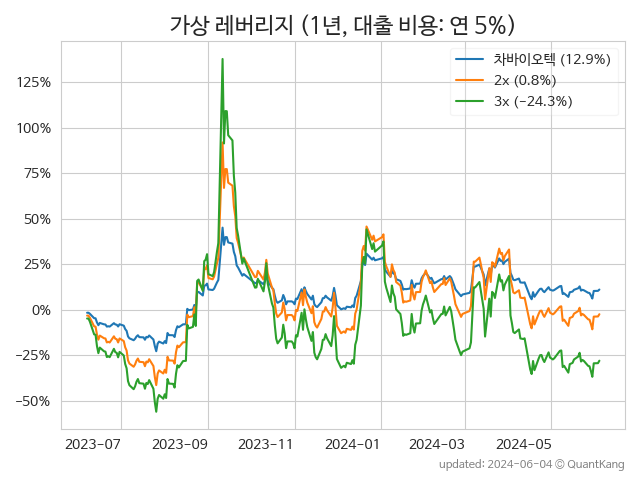 가상 레버리지 (1년, 대출 비용: 연 5%)
차바이오텍 (12.9%)
2x (0.8%)
3x (−24.3%)
125%
100%
75%
50%
25%
0%
−25%
−50%
2023-07
2023-09
2023-11
2024-01
2024-03
2024-05
updated: 2024-06-04 © QuantKang